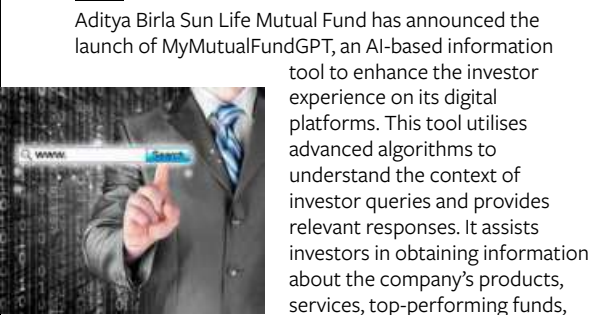 Aditya Birla Sun Life Mutual Fund has announced the
launch of MyMutualFundGPT, an AI-based information
tool to enhance the investor
experience on its digital
platforms. This tool utilises
advanced algorithms to
understand the context of
investor queries and provides
relevant responses. It assists
investors in obtaining information
about the company's products,
services, top-performing funds,
www.
Search